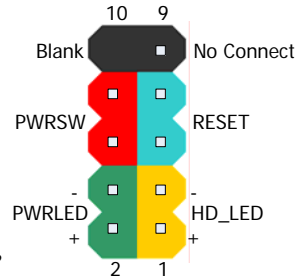 10 9
Blank No Connect
PWRSW RESET
- -
PWRLED HD_LED
+ +
2 1